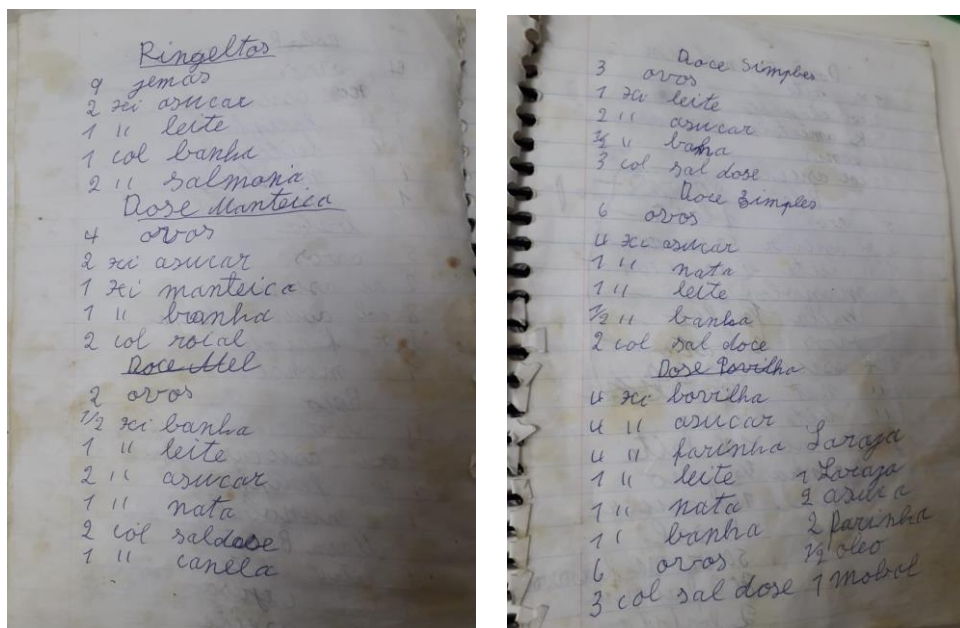 Ringeltos
9 jemas
2 xi asucar
1 " leite
1 col banha
2 " salmonia
Dose Manteica
4 ovos
2 xi asucar
1 xi manteica
1 " banha
2 col roial
Doce Mel
2 ovos
1/2 xi banha
1 " leite
2 " asucar
1 " nata
2 col saldose
1 " canela
Doce Simples
3 ovos
1 xi leite
2 " asucar
1/2 " banha
3 col sal dose
Doce Simples
6 ovos
4 xi asucar
1 " nata
1 " leite
1/2 " banha
2 col sal doce
Dose Povilha
4 xi bovilha
4 " asucar
4 " farinha
1 " leite
1 " nata
1 " banha
6 ovos
3 col sal dose
Laraja
1 Laraja
2 asuca
2 farinha
1/2 oleo
1